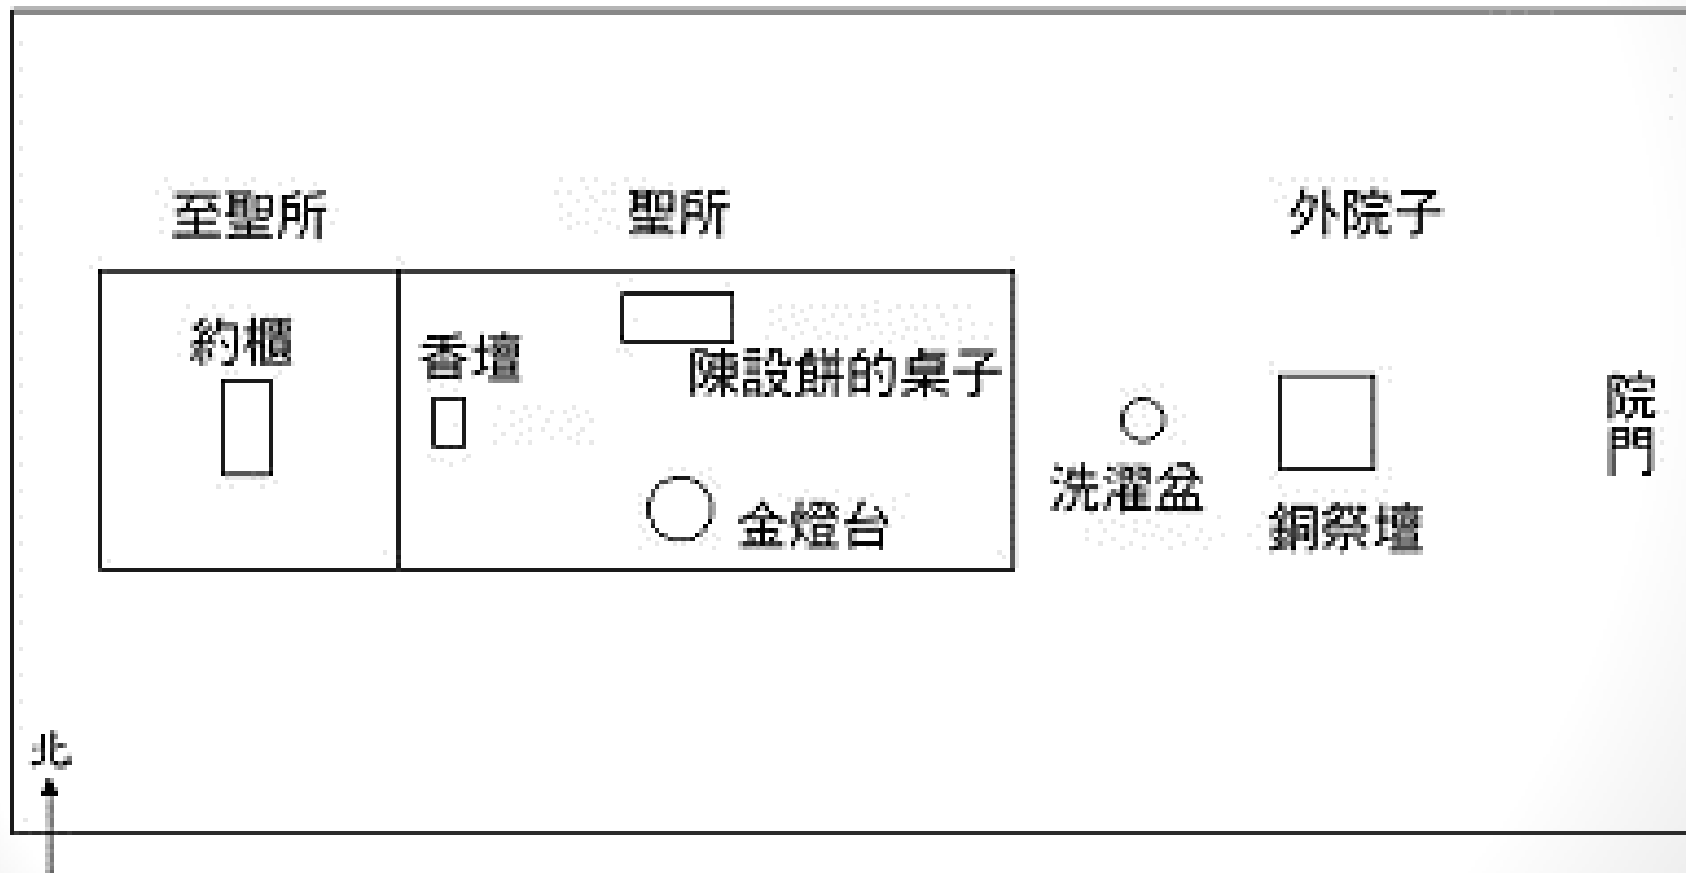 至聖所
聖所
外院子
約櫃
香壇
陳設餅的桌子
金燈台
洗濯盆
銅祭壇
院門
北